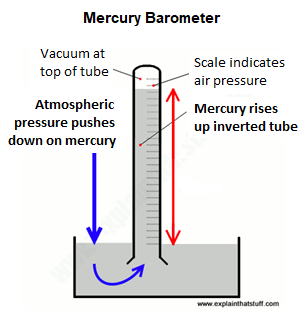 Mercury Barometer
Vacuum at
top of tube
Scale indicates
air pressure
Atmospheric
pressure pushes
down on mercury
Mercury rises
up inverted tube
www.explainthatstuff.com